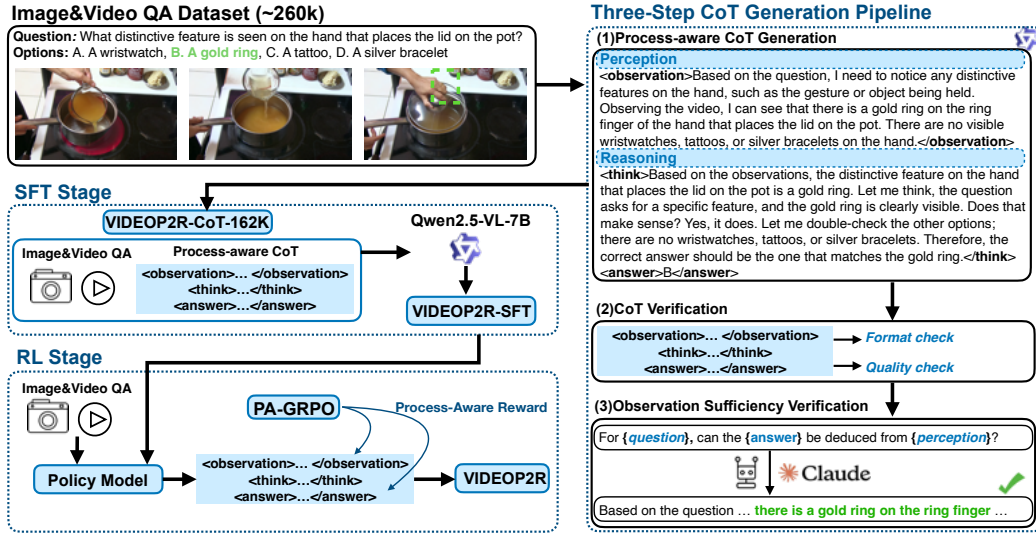 Image&Video QA Dataset (~260k)
Question: What distinctive feature is seen on the hand that places the lid on the pot?
Options: A. A wristwatch, B. A gold ring, C. A tattoo, D. A silver bracelet
SFT Stage
VIDEOP2R-CoT-162K
Image&Video QA
Process-aware CoT
<observation>... </observation>
<think>...</think>
<answer>...</answer>
Qwen2.5-VL-7B
VIDEOP2R-SFT
RL Stage
Image&Video QA
Policy Model
PA-GRPO
Process-Aware Reward
<observation>... </observation>
<think>...</think>
<answer>...</answer>
VIDEOP2R
Three-Step CoT Generation Pipeline
(1)Process-aware CoT Generation
Perception
<observation>Based on the question, I need to notice any distinctive
features on the hand, such as the gesture or object being held.
Observing the video, I can see that there is a gold ring on the ring
finger of the hand that places the lid on the pot. There are no visible
wristwatches, tattoos, or silver bracelets on the hand.</observation>
Reasoning
<think>Based on the observations, the distinctive feature on the hand
that places the lid on the pot is a gold ring. Let me think, the question
asks for a specific feature, and the gold ring is clearly visible. Does that
make sense? Yes, it does. Let me double-check the other options;
there are no wristwatches, tattoos, or silver bracelets. Therefore, the
correct answer should be the one that matches the gold ring.</think>
<answer>B</answer>
(2)CoT Verification
<observation>... </observation>
<think>...</think>
<answer>...</answer>
Format check
Quality check
(3)Observation Sufficiency Verification
For {question}, can the {answer} be deduced from {perception}?
Claude
Based on the question ... there is a gold ring on the ring finger ...